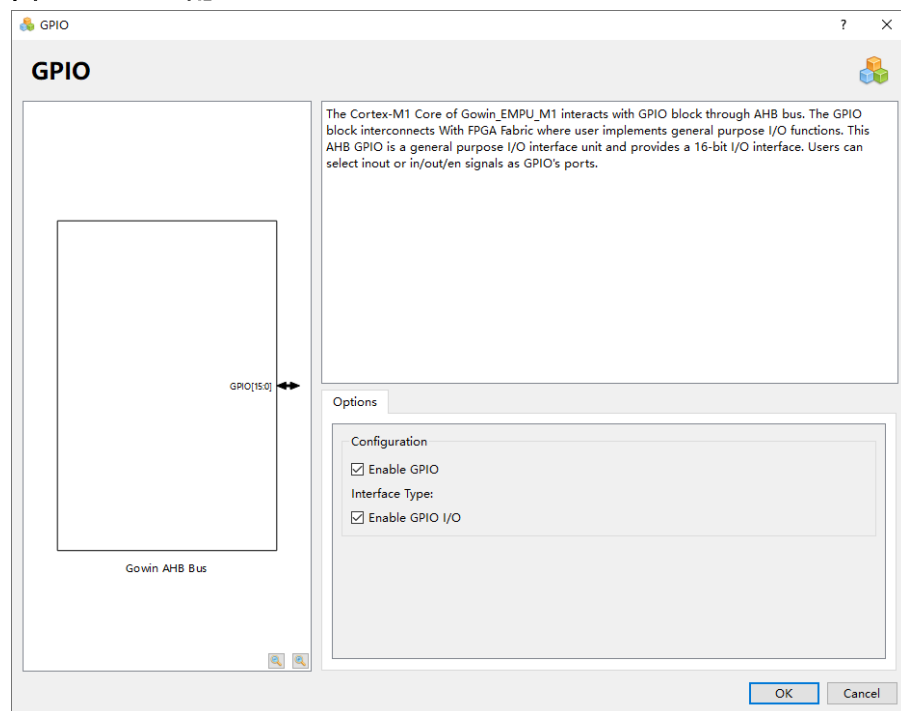 GPIO
?
GPIO
The Cortex-M1 Core of Gowin_EMPU_M1 interacts with GPIO block through AHB bus. The GPIO
block interconnects With FPGA Fabric where user implements general purpose I/O functions. This
AHB GPIO is a general purpose I/O interface unit and provides a 16-bit I/O interface. Users can
select inout or in/out/en signals as GPIO's ports.
GPIO[15:0]
Gowin AHB Bus
Options
Configuration
Enable GPIO
Interface Type:
Enable GPIO I/O
OK
Cancel